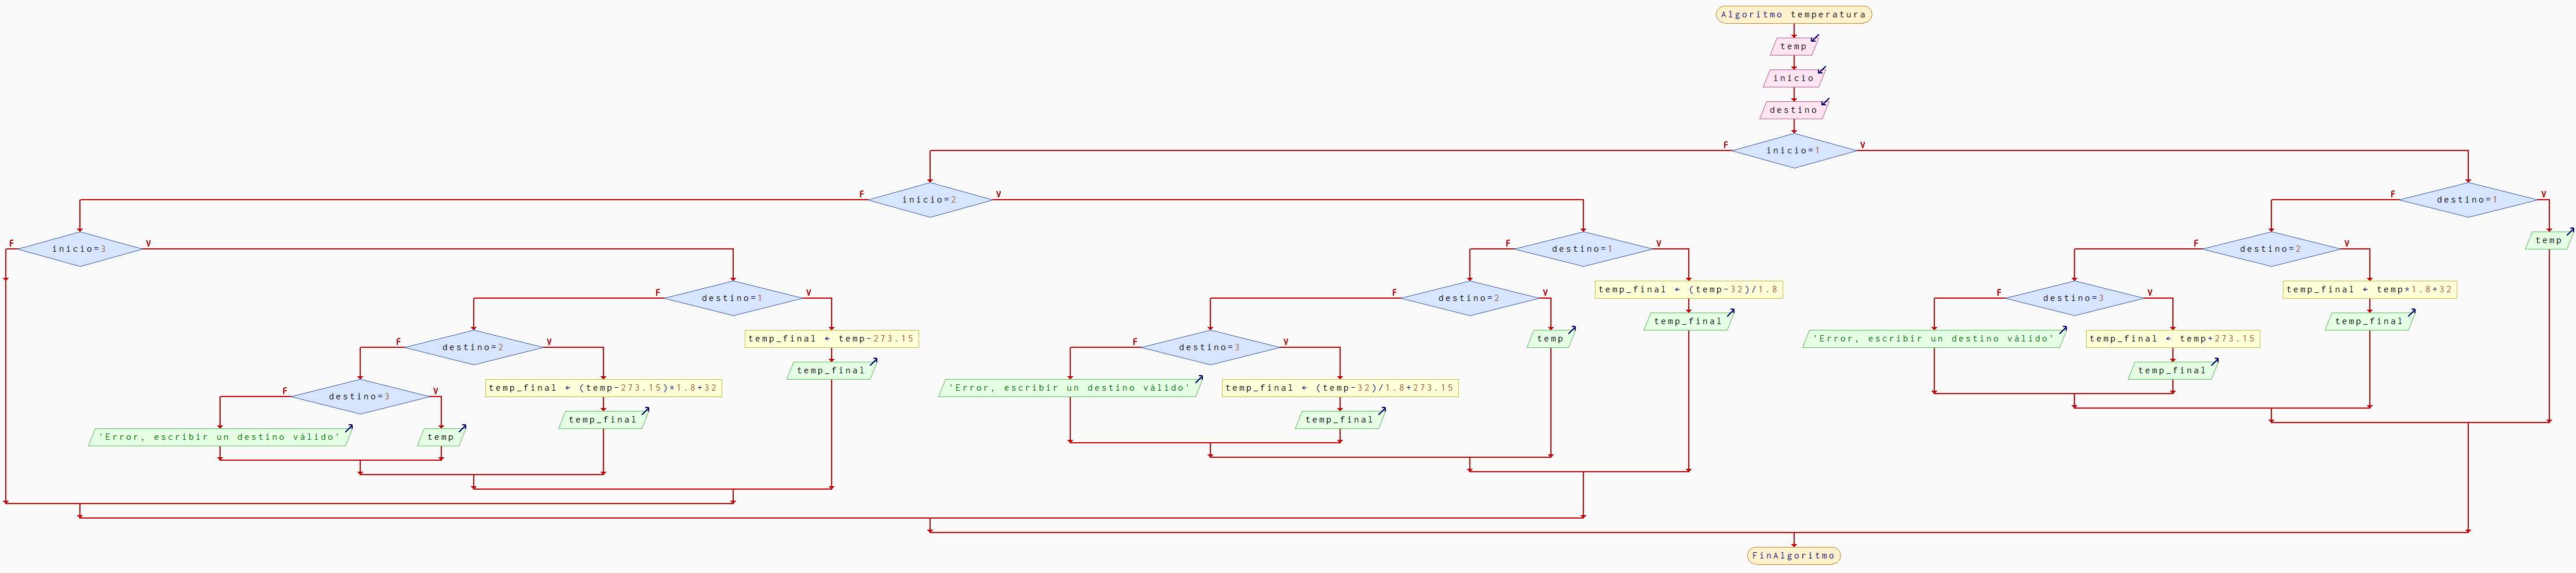 Algoritmo temperatura
temp
inicio
destino
inicio=1
F
V
inicio=2
F
V
destino=1
F
V
inicio=3
F
V
destino=1
F
V
destino=2
F
V
temp
destino=1
F
V
temp_final ← (temp-32)/1.8
destino=2
F
V
destino=3
F
V
temp_final ← temp*1.8+32
temp_final
temp_final
temp_final ← temp-273.15
destino=2
F
V
destino=3
F
V
temp
'Error, escribir un destino válido'
temp_final ← temp+273.15
temp_final
temp_final
temp_final ← (temp-273.15)*1.8+32
destino=3
F
V
'Error, escribir un destino válido'
temp_final ← (temp-32)/1.8+273.15
temp_final
temp_final
'Error, escribir un destino válido'
temp
FinAlgoritmo